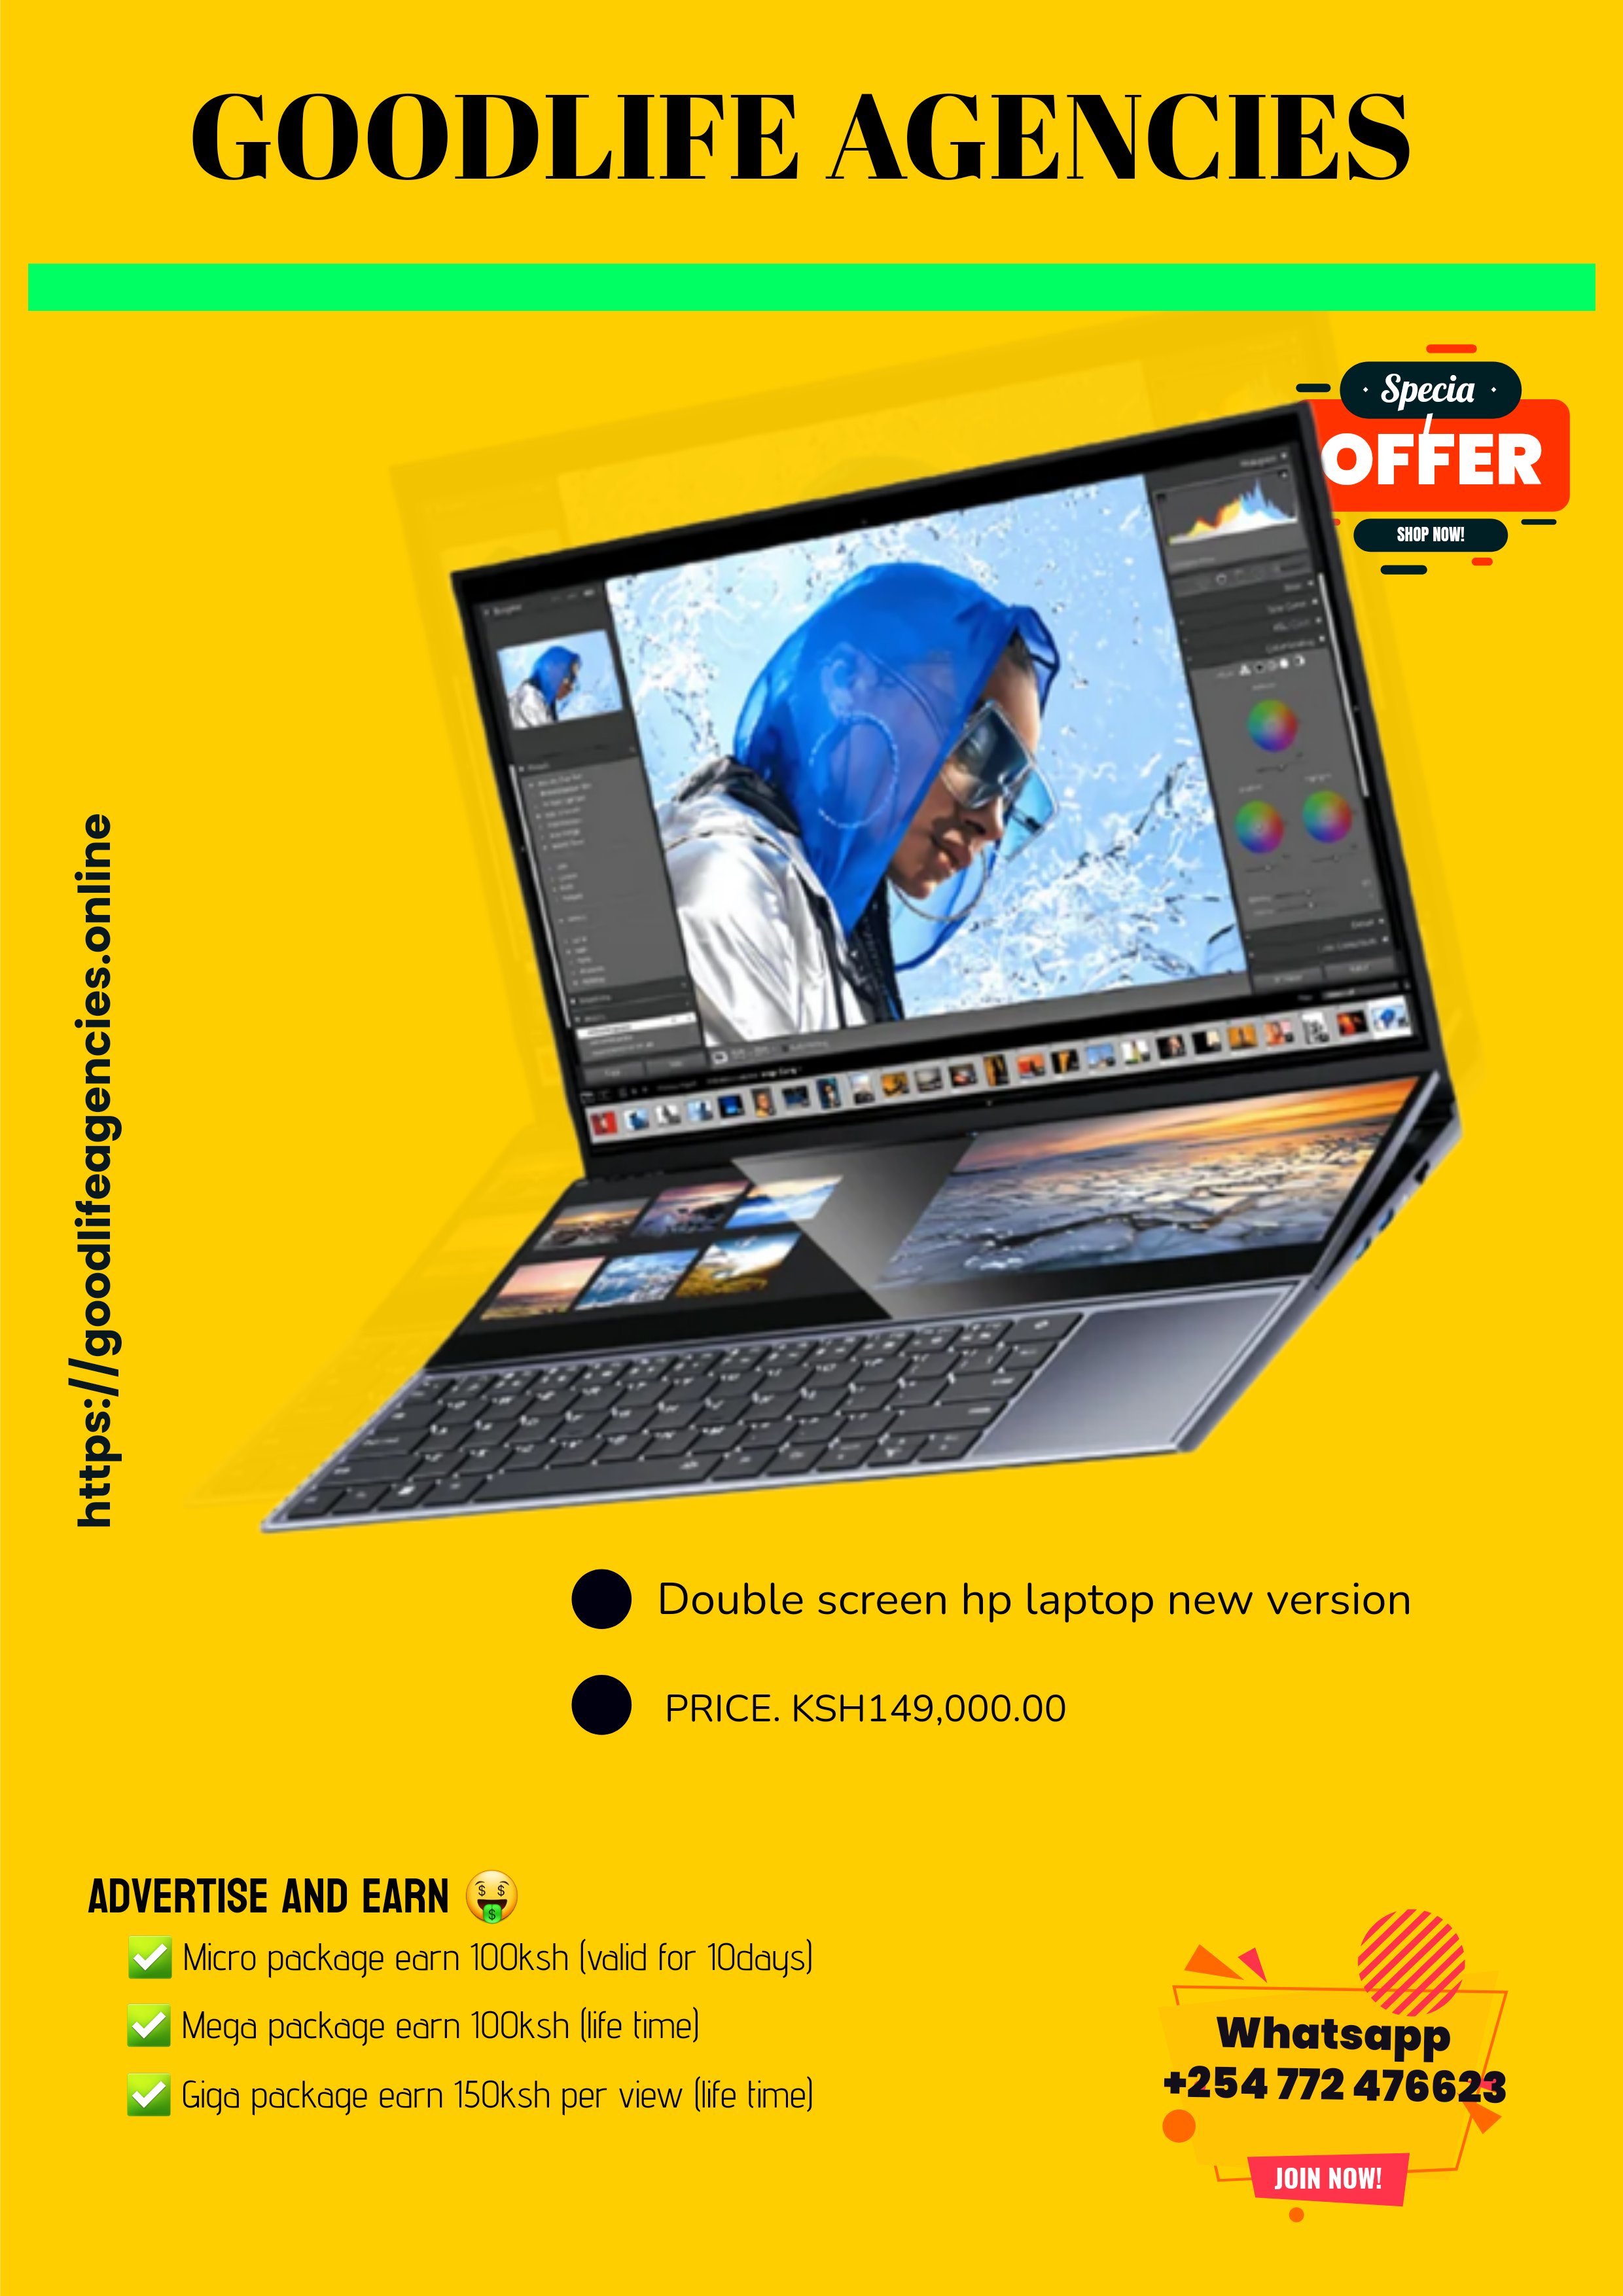 GOODLIFE AGENCIES
Special
OFFER
SHOP NOW!
https://goodlifeagencies.online
Double screen hp laptop new version
PRICE. KSH149,000.00
ADVERTISE AND EARN 🤑
✅ Micro package earn 100ksh (valid for 10days)
✅ Mega package earn 100ksh (life time)
✅ Giga package earn 150ksh per view (life time)
Whatsapp
+254 772 476623
JOIN NOW!